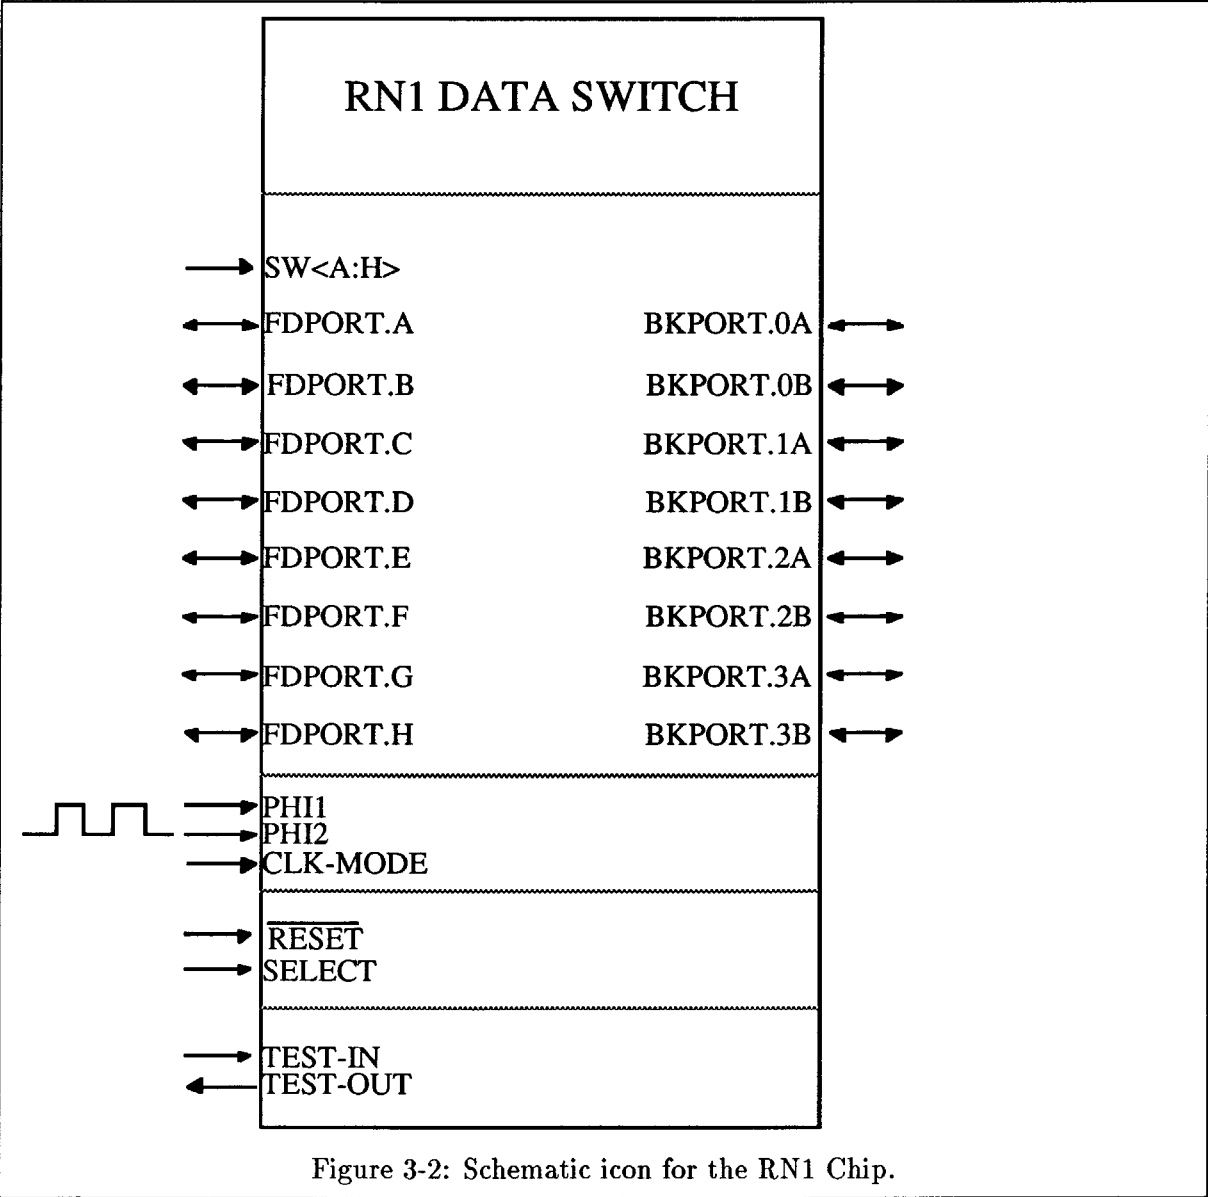 RN1 DATA SWITCH
SW<A:H>
FDPORT.A BKPORT.0A
FDPORT.B BKPORT.0B
FDPORT.C BKPORT.1A
FDPORT.D BKPORT.1B
FDPORT.E BKPORT.2A
FDPORT.F BKPORT.2B
FDPORT.G BKPORT.3A
FDPORT.H BKPORT.3B
PHI1
PHI2
CLK-MODE
RESET
SELECT
TEST-IN
TEST-OUT
Figure 3-2: Schematic icon for the RN1 Chip.